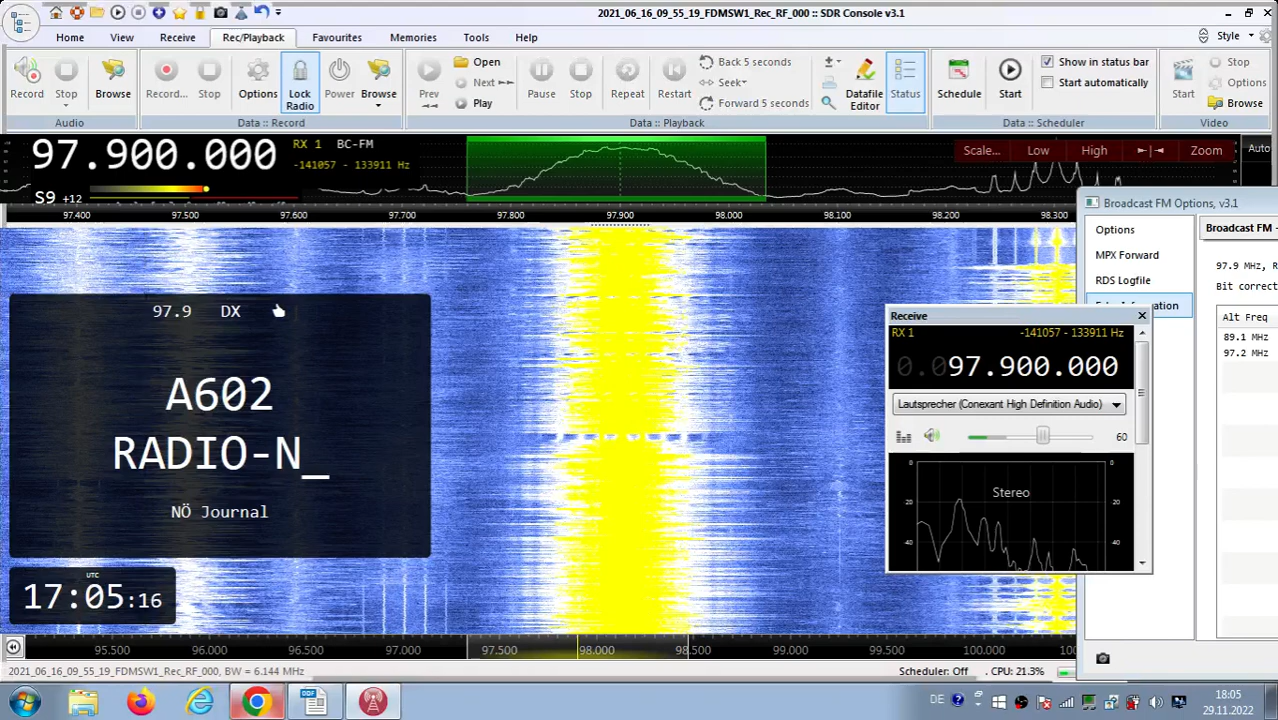 2021_06_16_09_55_19_FDMSW1_Rec_RF_000 :: SDR Console v3.1
Home View Receive Rec/Playback Favourites Memories Tools Help Style
Record Stop Browse
Audio
Record... Stop Options Lock Radio Power Browse
Data :: Record
Prev Open Next Play Pause Stop Repeat Restart Back 5 seconds Seek Forward 5 seconds Datafile Editor Status
Data :: Playback
Schedule Start Show in status bar Start automatically
Data :: Scheduler
Start Stop Options Browse
Video
97.900.000 RX 1 BC-FM
-141057 - 133911 Hz
S9 +12
Scale... Low High Zoom Auto
97.400 97.500 97.600 97.700 97.800 97.900 98.000 98.100 98.200 98.300
97.9 DX
A602
RADIO-N_
NÖ Journal
UTC
17:05:16
Broadcast FM Options, v3.1
Options
MPX Forward
RDS Logfile
Broadcast FM
97.9 MHz, R
Bit correct
Alt Freq
89.1 MHz
97.2 MHz
Receive
RX 1 -141057 - 133911 Hz
0.097.900.000
Lautsprecher (Conexant High Definition Audio)
60
0 0
Stereo
20 20
40 40
95.500 96.000 96.500 97.000 97.500 98.000 98.500 99.000 99.500 100.000
2021_06_16_09_55_19_FDMSW1_Rec_RF_000, BW = 6.144 MHz
Scheduler: Off . CPU: 21.3%
DE
18:05
29.11.2022